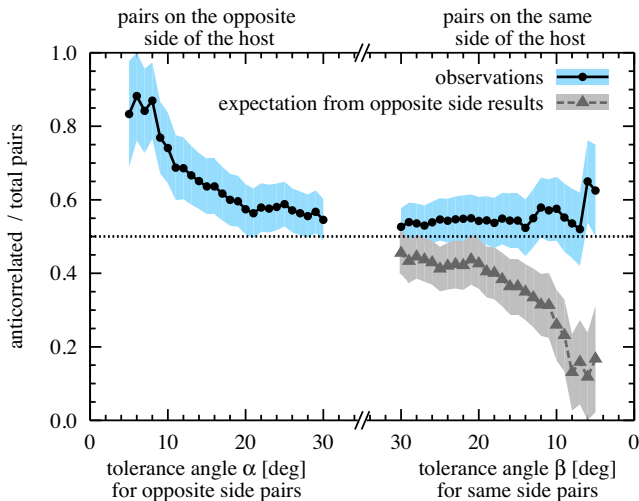 pairs on the opposite
side of the host
pairs on the same
side of the host
observations
expectation from opposite side results
anticorrelated / total pairs
1.0
0.8
0.6
0.4
0.2
0.0
0
10
20
30
30
20
10
0
tolerance angle α [deg]
for opposite side pairs
tolerance angle β [deg]
for same side pairs